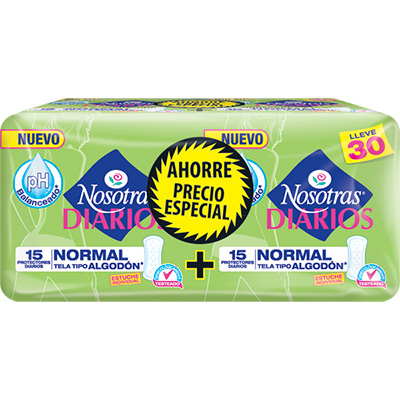 NUEVO
pH
Balanceado*
Nosotras
DIARIOS
15
PROTECTORES
DIARIOS
NORMAL
TELA TIPO ALGODÓN*
ESTUCHE
INDIVIDUAL
TESTEADO
AHORRE
PRECIO
ESPECIAL
+
NUEVO
LLEVE
30
Nosotras®
DIARIOS
15
PROTECTORES
DIARIOS
NORMAL
TELA TIPO ALGODÓN*
ESTUCHE
INDIVIDUAL
TESTEADO